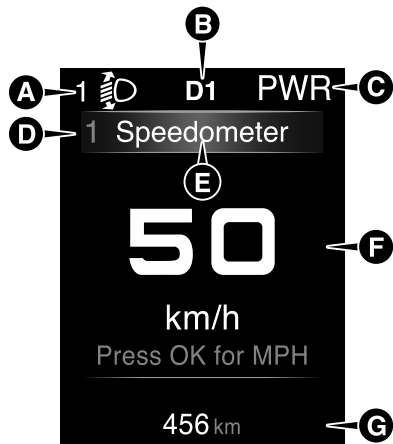 B
A 1 D1 PWR C
D 1 Speedometer
E
50 F
km/h
Press OK for MPH
456 km G